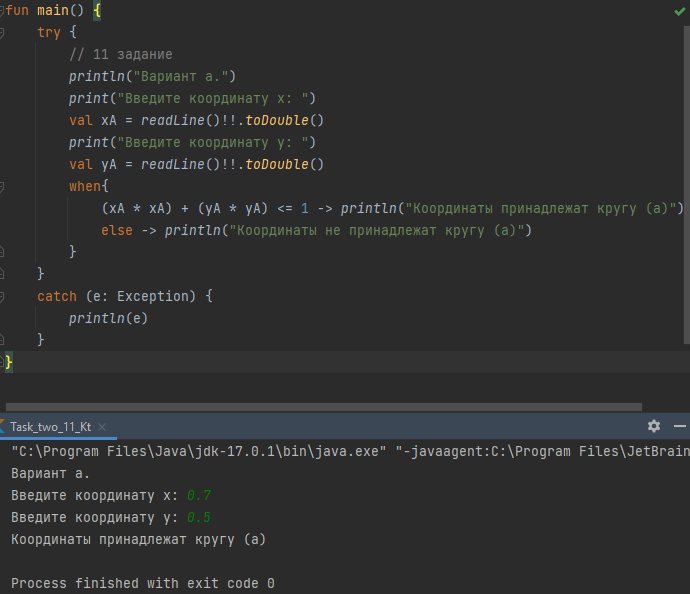 fun main() {
try {
// 11 задание
println("Вариант a.")
print("Введите координату x: ")
val xA = readLine()!!.toDouble()
print("Введите координату y: ")
val yA = readLine()!!.toDouble()
when{
(xA * xA) + (yA * yA) <= 1 -> println("Координаты принадлежат кругу (a)")
else -> println("Координаты не принадлежат кругу (a)")
}
}
catch (e: Exception) {
println(e)
}
}
Task_two_11_Kt
"C:\Program Files\Java\jdk-17.0.1\bin\java.exe" "-javaagent:C:\Program Files\JetBrain
Вариант a.
Введите координату x: 0.7
Введите координату y: 0.5
Координаты принадлежат кругу (a)
Process finished with exit code 0